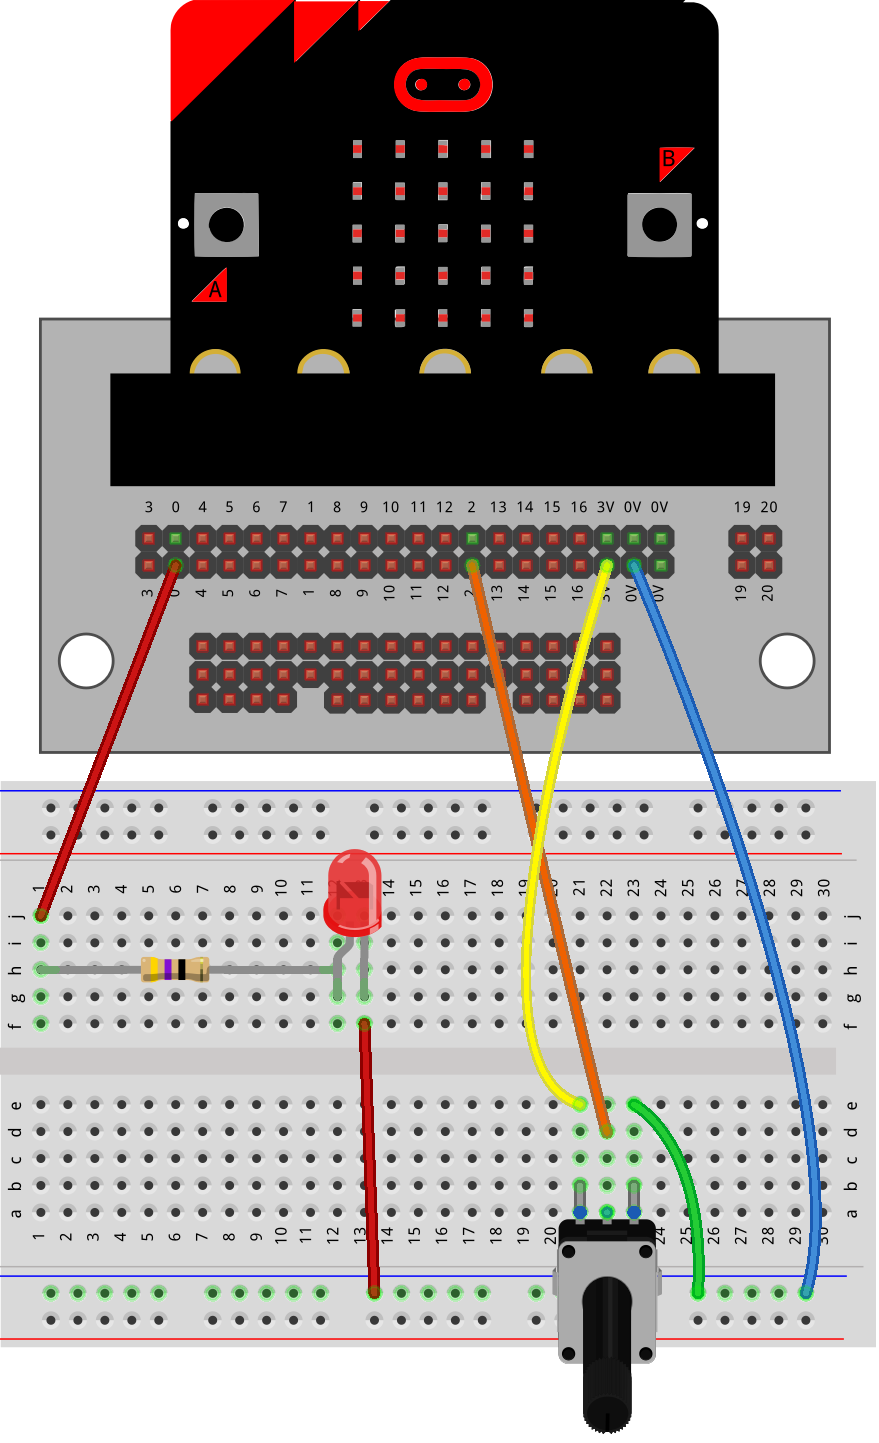 B
A
3 0 4 5 6 7 1 8 9 10 11 12 2 13 14 15 16 3V 0V 0V 19 20
3 0 4 5 6 7 1 8 9 10 11 12 2 13 14 15 16 3V 0V 0V 19 20
1 2 3 4 5 6 7 8 9 10 11 14 15 16 17 18 19 20 21 22 23 24 25 26 27 28 29 30
j j
i i
h h
g g
f f
e e
d d
c c
b b
a a
1 2 3 4 5 6 7 8 9 10 11 12 13 14 15 16 17 18 19 20 24 25 26 27 28 29 30